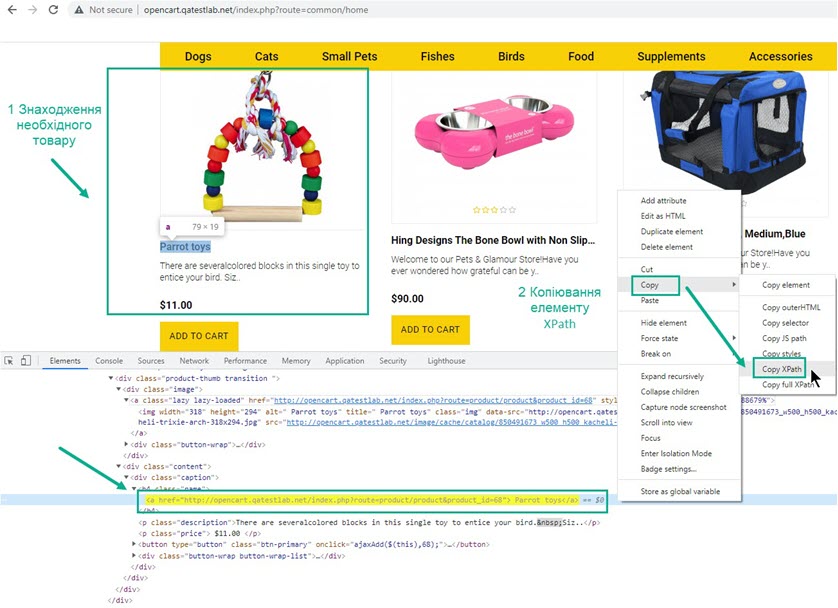 Not secure | opencart.qatestlab.net/index.php?route=common/home
Dogs Cats Small Pets Fishes Birds Food Supplements Accessories
1 Знаходження
необхідного
товару
the Bone bowl
a 79 × 19
Parrot toys
There are severalcolored blocks in this single toy to
entice your bird. Siz..
$11.00
ADD TO CART
Hing Designs The Bone Bowl with Non Slip...
Welcome to our Pets & Glamour Store!Have you
ever wondered how grateful can be y..
$90.00
ADD TO CART
2 Копіювання
елементу
XPath
Medium,Blue
our Store!Have you
n be y..
Add attribute
Edit as HTML
Duplicate element
Delete element
Cut
Copy
Paste
Hide element
Force state
Break on
Expand recursively
Collapse children
Capture node screenshot
Scroll into view
Focus
Enter Isolation Mode
Badge settings...
Store as global variable
Copy element
Copy outerHTML
Copy selector
Copy JS path
Copy styles
Copy XPath
Copy full XPath
Elements Console Sources Network Performance Memory Application Security Lighthouse
<div class="product-thumb transition ">
<div class="image">
<a class="lazy lazy-loaded" href="http://opencart.qatestlab.net/index.php?route=product/product&product_id=68" styl
88679%">
<img width="318" height="294" alt=" Parrot toys" title=" Parrot toys" class="img" data-src="http://opencart.qatestlab.net/image/cac
850491673_w500_h500_ka
heli-trixie-arch-318x294.jpg" src="http://opencart.qatestlab.net/image/cache/catalog/850491673_w500_h500_kacheli-
</a>
<div class="button-wrap">…</div>
</div>
<div class="content">
<div class="caption">
<h4 class="name">
<a href="http://opencart.qatestlab.net/index.php?route=product/product&product_id=68"> Parrot toys</a> == $0
</h4>
<p class="description">There are severalcolored blocks in this single toy to entice your bird.&nbsp;Siz..</p>
<p class="price"> $11.00 </p>
<button type="button" class="btn-primary" onclick="ajaxAdd($(this),68);">…</button>
<div class="button-wrap button-wrap-list">…</div>
</div>
</div>
</div>
</div>